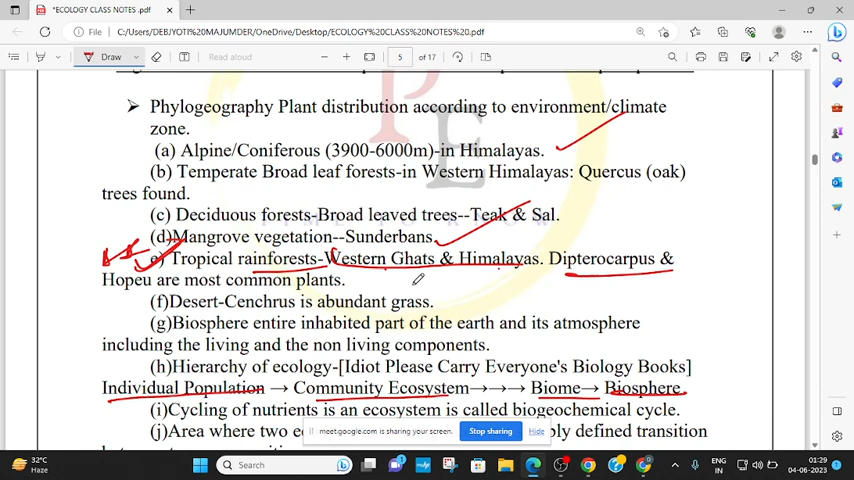 *ECOLOGY CLASS NOTES .pdf
File
C:/Users/DEBJYOTI MAJUMDER/OneDrive/Desktop/ECOLOGY%20CLASS%20NOTES%20.pdf
Draw
Read aloud
5 of 17
Phylogeography Plant distribution according to environment/climate
zone.
(a) Alpine/Coniferous (3900-6000m)-in Himalayas.
(b) Temperate Broad leaf forests-in Western Himalayas: Quercus (oak)
trees found.
(c) Deciduous forests-Broad leaved trees--Teak & Sal.
(d)Mangrove vegetation--Sunderbans.
e) Tropical rainforests-Western Ghats & Himalayas. Dipterocarpus &
Hopeu are most common plants.
(f)Desert-Cenchrus is abundant grass.
(g)Biosphere entire inhabited part of the earth and its atmosphere
including the living and the non living components.
(h)Hierarchy of ecology-[Idiot Please Carry Everyone's Biology Books]
Individual Population → Community Ecosystem→→→ Biome→ Biosphere.
(i)Cycling of nutrients is an ecosystem is called biogeochemical cycle.
(j)Area where two ply defined transition
meet.google.com is sharing your screen.
Stop sharing
Hide
32°C
Haze
Search
ENG
IN
01:29
04-06-2023